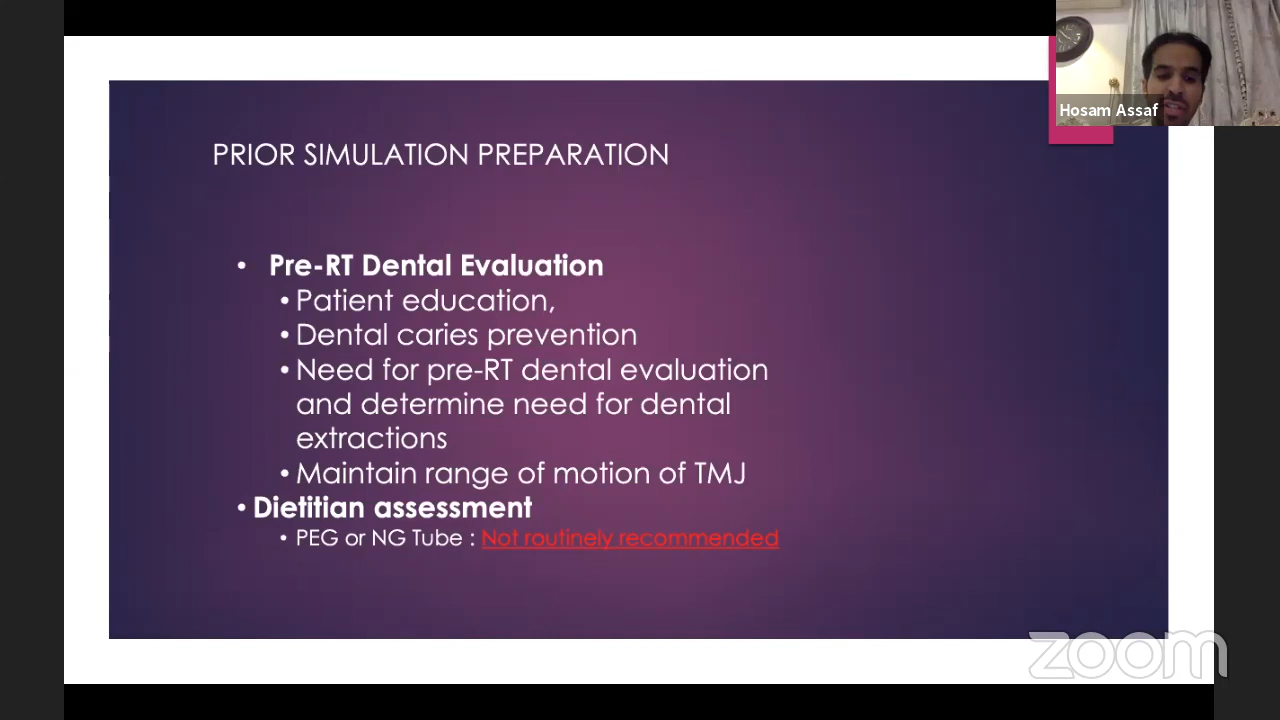 Hosam Assaf
PRIOR SIMULATION PREPARATION
• Pre-RT Dental Evaluation
• Patient education,
• Dental caries prevention
• Need for pre-RT dental evaluation
and determine need for dental
extractions
• Maintain range of motion of TMJ
• Dietitian assessment
• PEG or NG Tube : Not routinely recommended
zoom